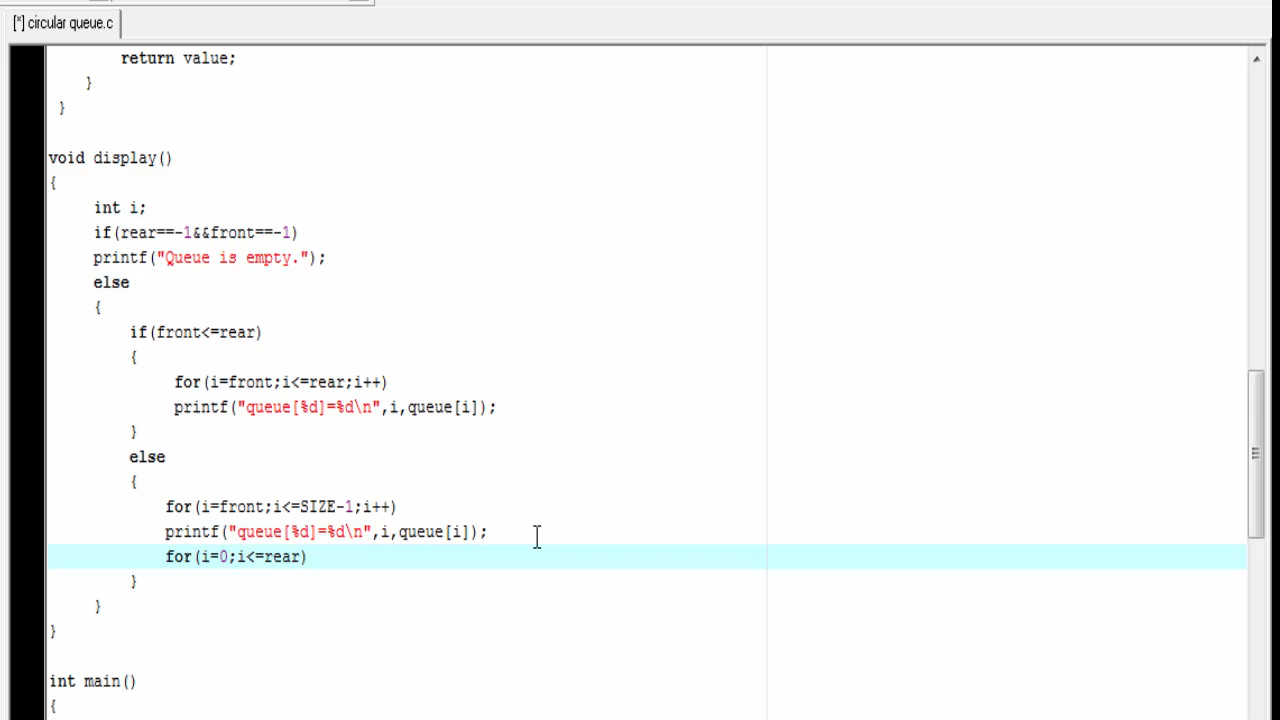 [*] circular queue.c
return value;
}
}
void display()
{
int i;
if(rear==-1&&front==-1)
printf("Queue is empty.");
else
{
if(front<=rear)
{
for(i=front;i<=rear;i++)
printf("queue[%d]=%d\n",i,queue[i]);
}
else
{
for(i=front;i<=SIZE-1;i++)
printf("queue[%d]=%d\n",i,queue[i]);
for(i=0;i<=rear)
}
}
}
int main()
{